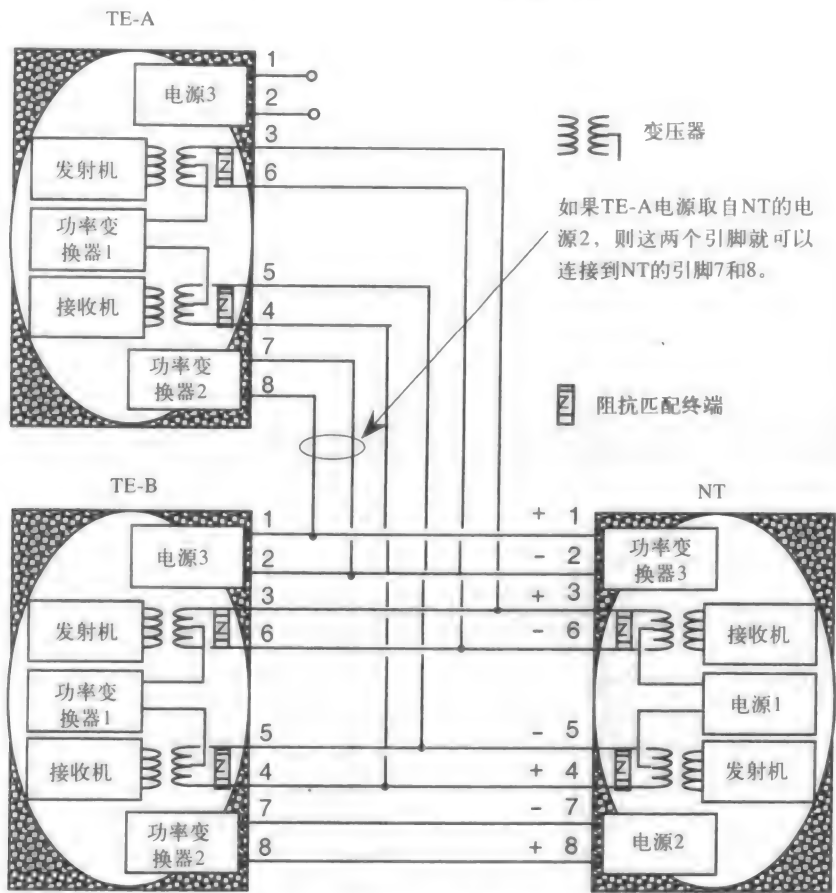 TE-A
电源3
1
2
3
发射机
6
功率变
换器1
5
接收机
4
7
功率变
换器2
8
变压器
如果TE-A电源取自NT的电
源2，则这两个引脚就可以
连接到NT的引脚7和8。
Z
阻抗匹配终端
Z
Z
TE-B
NT
电源3
1
+ 1
2
- 2
功率变
换器3
3
+ 3
发射机
Z
6
- 6
Z
接收机
功率变
换器1
电源1
5
- 5
接收机
Z
4
+ 4
Z
发射机
7
- 7
功率变
换器2
8
+ 8
电源2